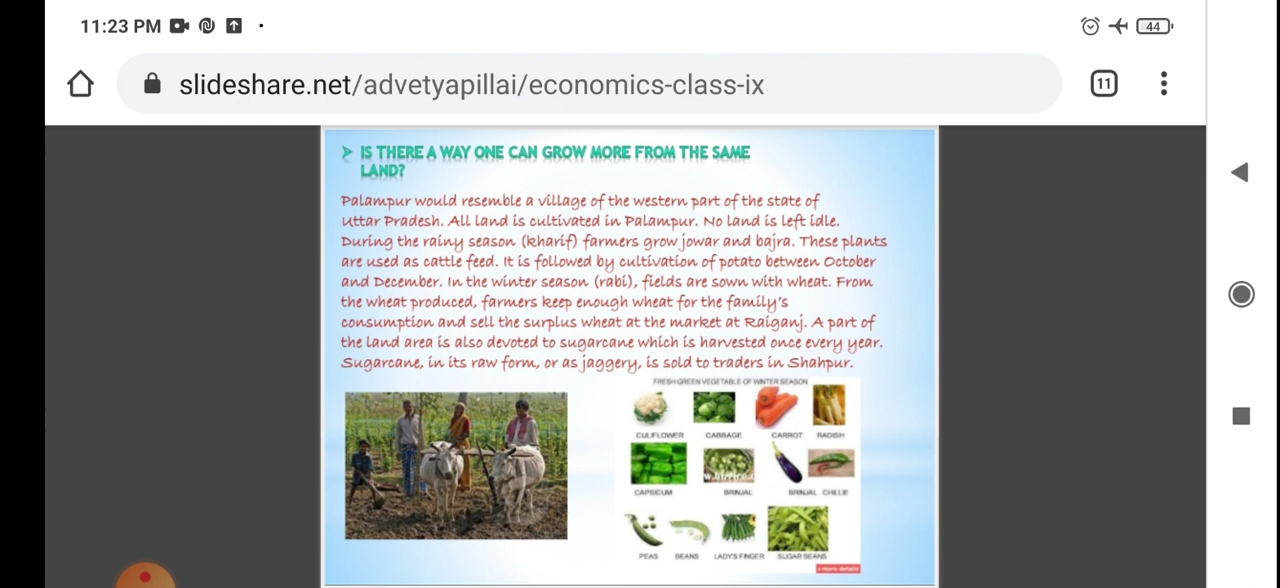 11:23 PM
44
slideshare.net/advetyapillai/economics-class-ix
11
IS THERE A WAY ONE CAN GROW MORE FROM THE SAME
LAND?
Palampur would resemble a village of the western part of the state of
Uttar Pradesh. All land is cultivated in Palampur. No land is left idle.
During the rainy season (kharif) farmers grow jowar and bajra. These plants
are used as cattle feed. It is followed by cultivation of potato between October
and December. In the winter season (rabi), fields are sown with wheat. From
the wheat produced, farmers keep enough wheat for the family's
consumption and sell the surplus wheat at the market at Raiganj. A part of
the land area is also devoted to sugarcane which is harvested once every year.
Sugarcane, in its raw form, or as jaggery, is sold to traders in Shahpur.
FRESH GREEN VEGETABLE OF WINTER SEASON
CULIFLOWER CABBAGE CARROT RADISH
CAPSICUM BRINJAL BRINJAL CHILLIE
PEAS BEANS LADY'S FINGER SUGAR BEANS
more details